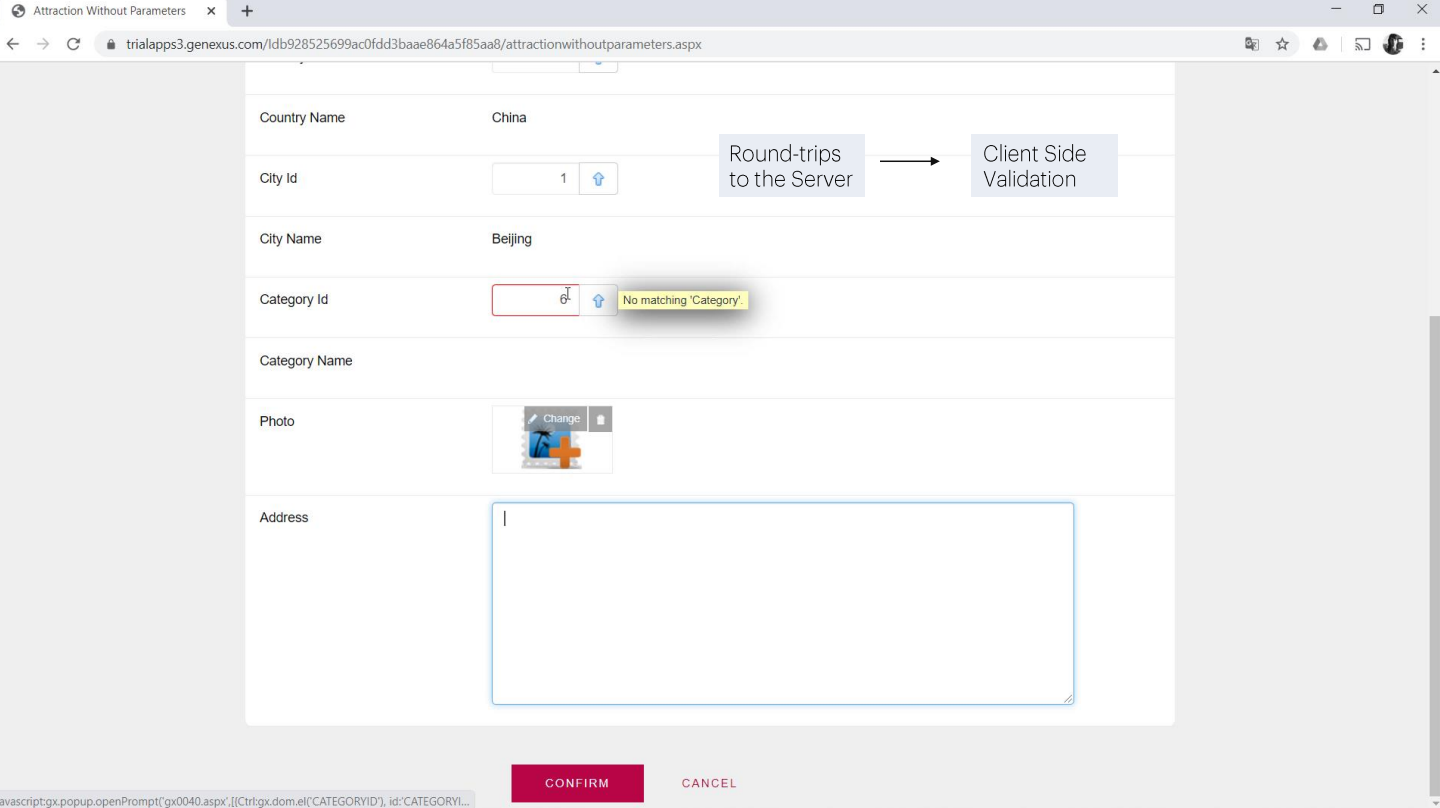 Attraction Without Parameters
trialapps3.genexus.com/Idb928525699ac0fdd3baae864a5f85aa8/attractionwithoutparameters.aspx
Country Name
China
Round-trips
to the Server
Client Side
Validation
City Id
1
City Name
Beijing
Category Id
6
No matching 'Category'.
Category Name
Photo
Change
Address
CONFIRM
CANCEL
avascript:gx.popup.openPrompt('gx0040.aspx',[{Ctrl:gx.dom.el('CATEGORYID'), id:'CATEGORYI...